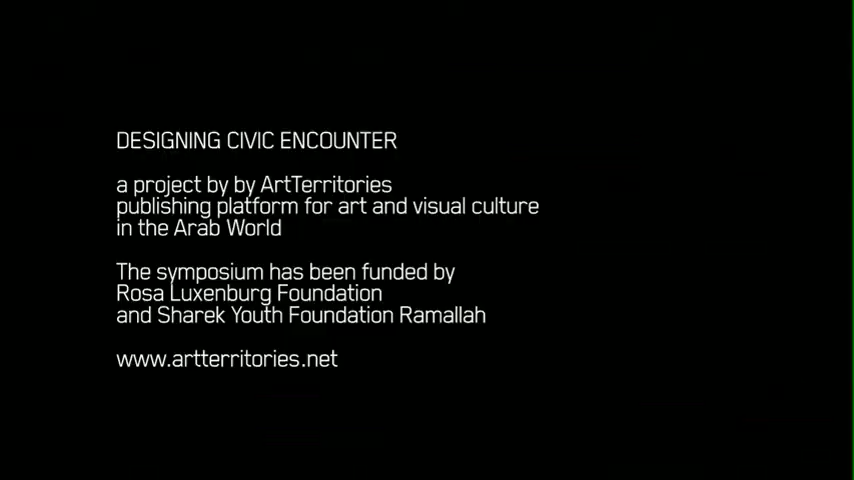 DESIGNING CIVIC ENCOUNTER
a project by by ArtTerritories
publishing platform for art and visual culture
in the Arab World
The symposium has been funded by
Rosa Luxenburg Foundation
and Sharek Youth Foundation Ramallah
www.artterritories.net